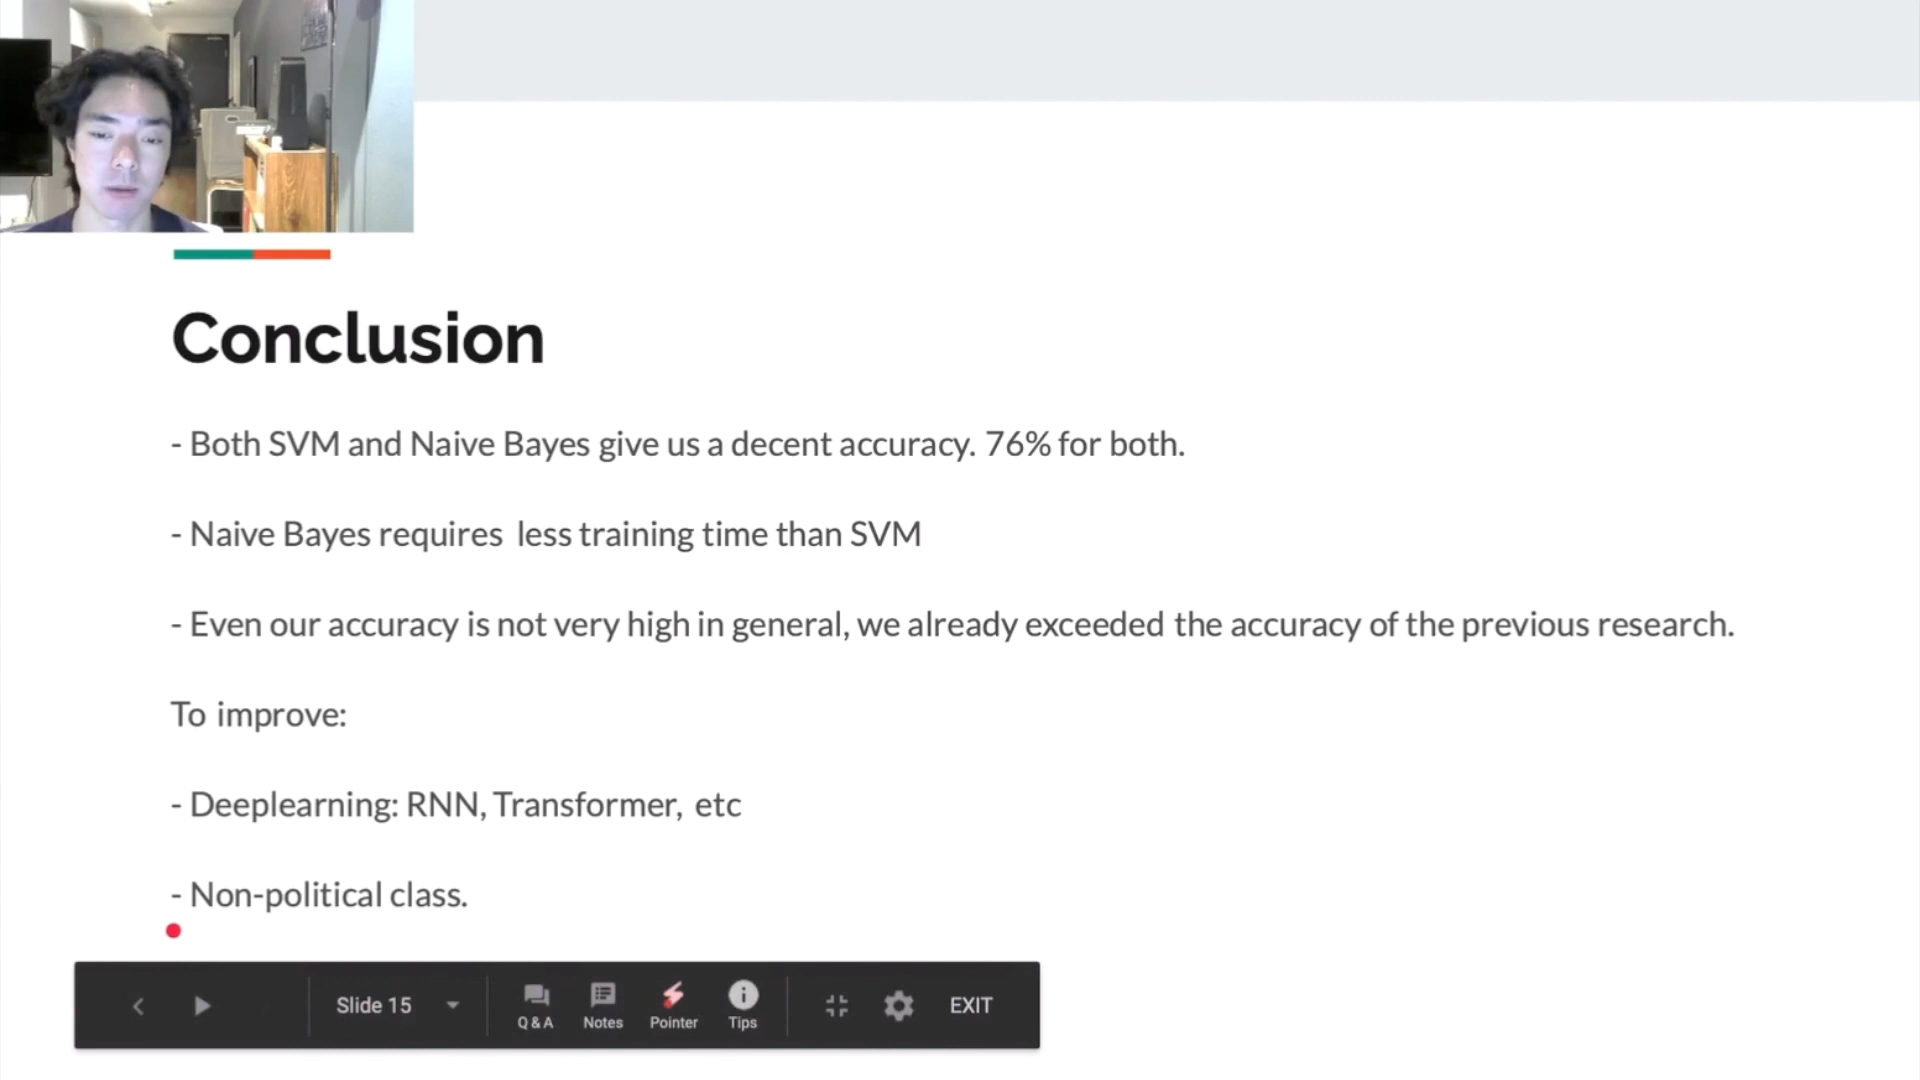 Conclusion
- Both SVM and Naive Bayes give us a decent accuracy. 76% for both.
- Naive Bayes requires less training time than SVM
- Even our accuracy is not very high in general, we already exceeded the accuracy of the previous research.
To improve:
- Deeplearning: RNN, Transformer, etc
- Non-political class.
Slide 15
Q & A
Notes
Pointer
Tips
EXIT